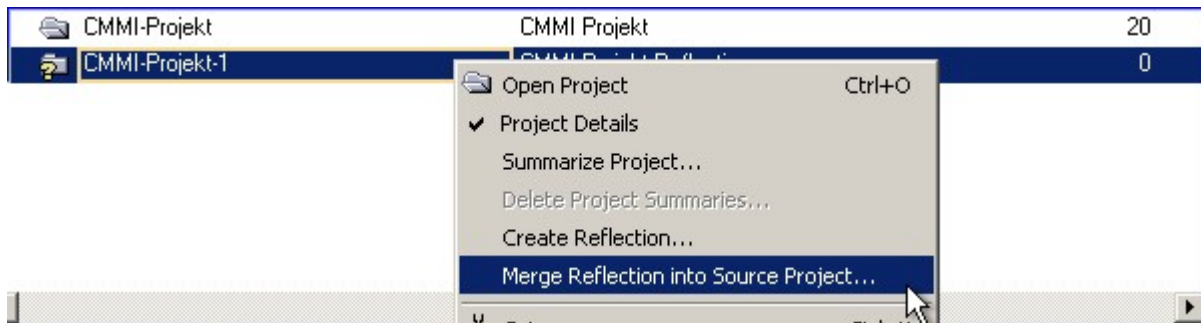 CMMI-Projekt CMMI Projekt 20
CMMI-Projekt-1 0
Open Project Ctrl+O
Project Details
Summarize Project...
Delete Project Summaries...
Create Reflection...
Merge Reflection into Source Project...